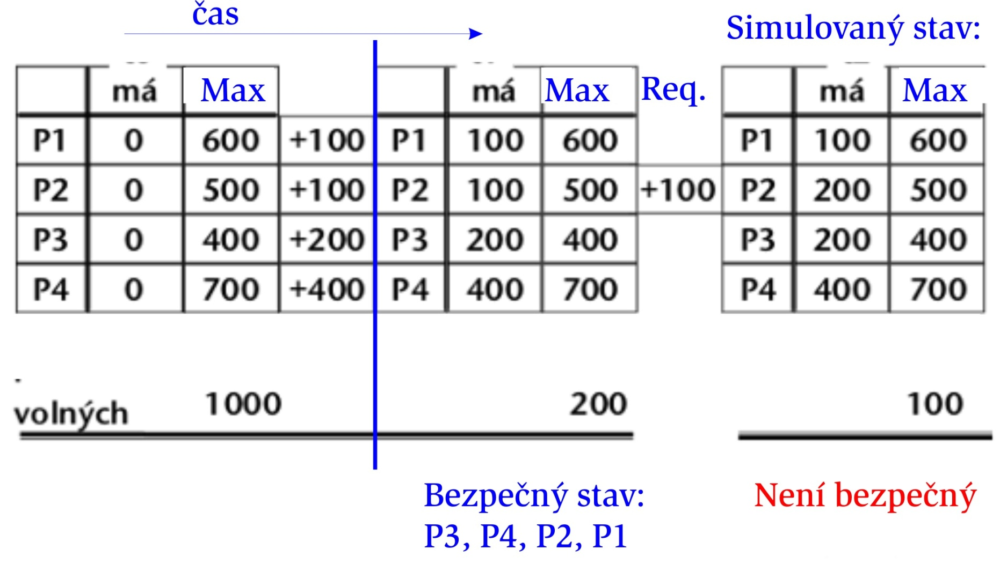 čas
Simulovaný stav:
má Max má Max Req. má Max
P1 0 600 +100 P1 100 600 P1 100 600
P2 0 500 +100 P2 100 500 +100 P2 200 500
P3 0 400 +200 P3 200 400 P3 200 400
P4 0 700 +400 P4 400 700 P4 400 700
volných 1000 200 100
Bezpečný stav: Není bezpečný
P3, P4, P2, P1